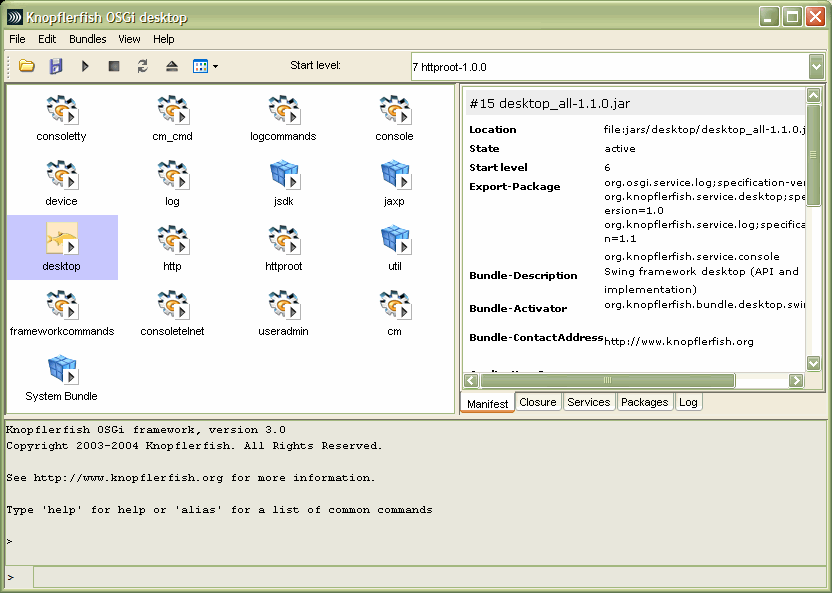 Knopflerfish OSGi desktop
File Edit Bundles View Help
Start level:
7 httproot-1.0.0
consoletty cm_cmd logcommands console
device log jsdk jaxp
desktop http httproot util
frameworkcommands consoletelnet useradmin cm
System Bundle
#15 desktop_all-1.1.0.jar
Location file:jars/desktop/desktop_all-1.1.0.j
State active
Start level 6
Export-Package org.osgi.service.log;specification-ver
org.knopflerfish.service.desktop;spe
ersion=1.0
org.knopflerfish.service.log;specifica
n=1.1
org.knopflerfish.service.console
Bundle-Description Swing framework desktop (API and
implementation)
Bundle-Activator org.knopflerfish.bundle.desktop.swin
Bundle-ContactAddress http://www.knopflerfish.org
Manifest Closure Services Packages Log
Knopflerfish OSGi framework, version 3.0
Copyright 2003-2004 Knopflerfish. All Rights Reserved.
See http://www.knopflerfish.org for more information.
Type 'help' for help or 'alias' for a list of common commands
>
>